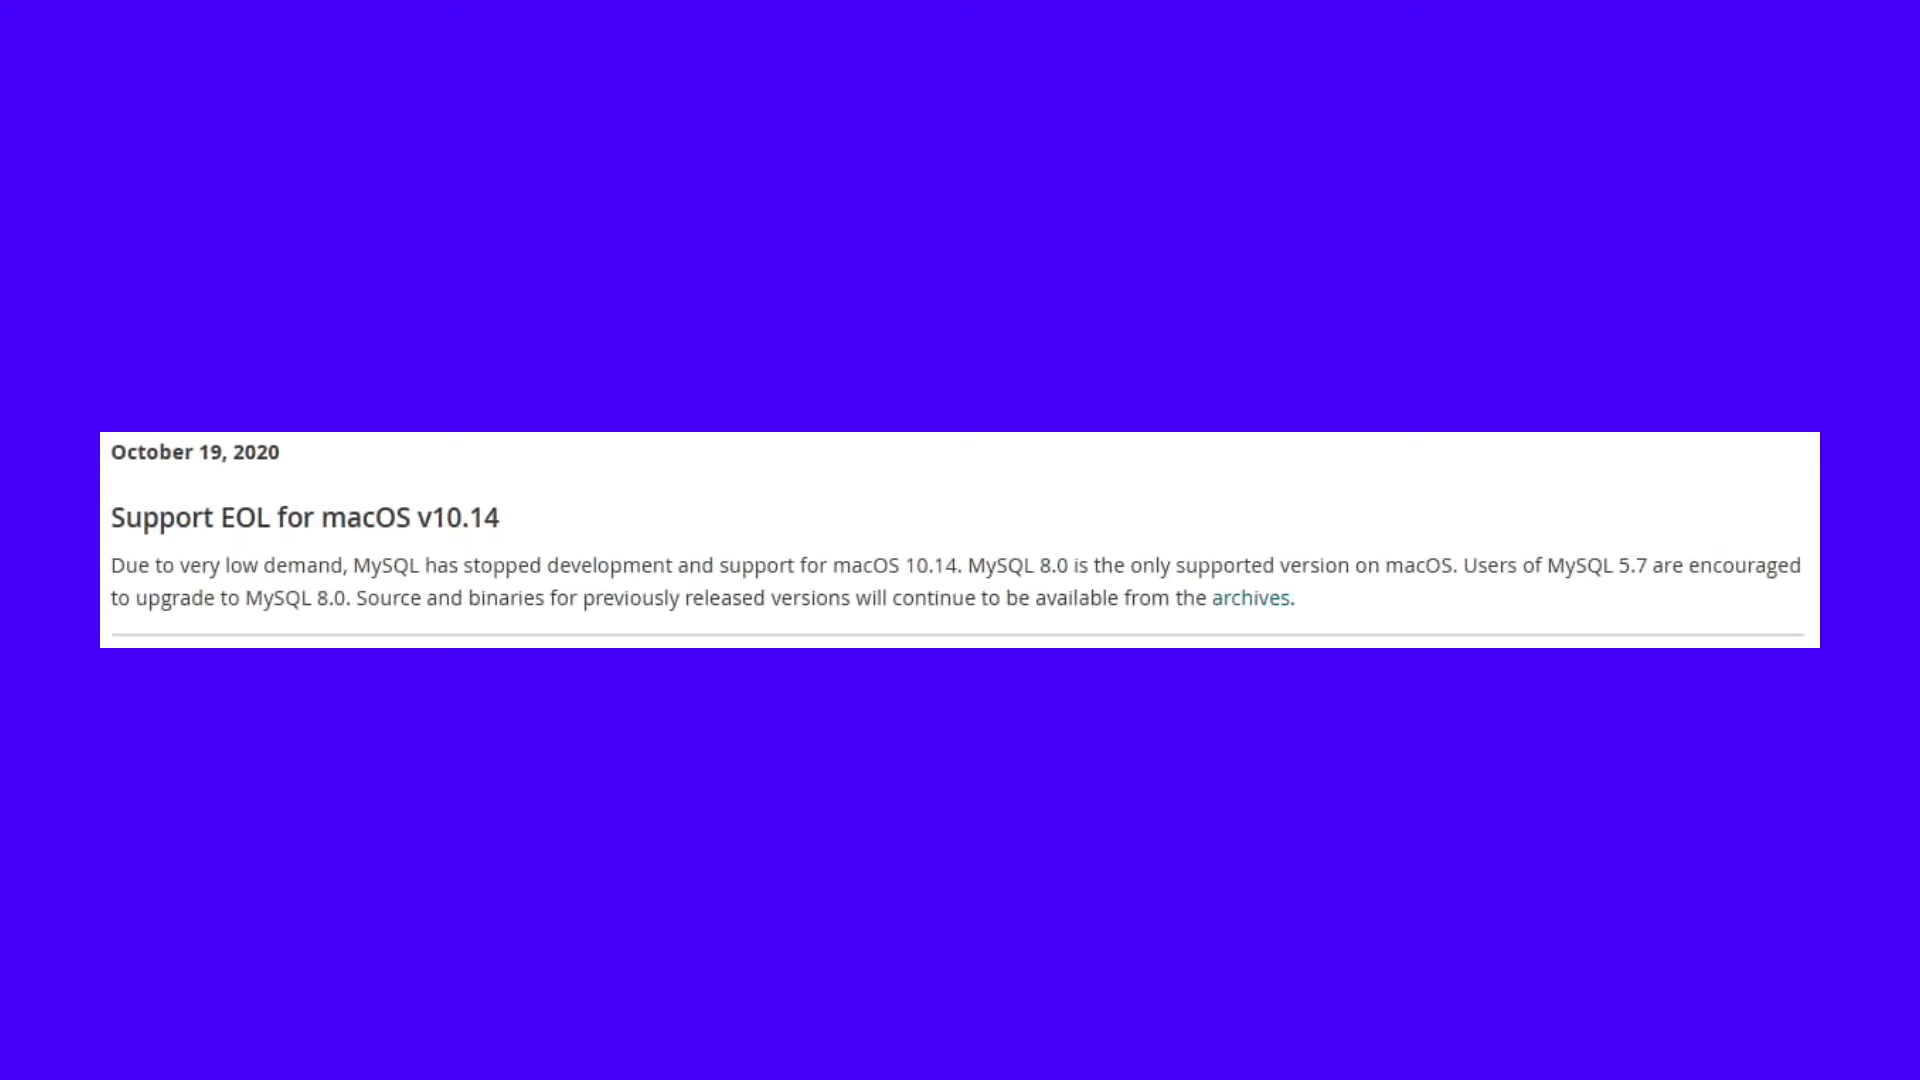 October 19, 2020
Support EOL for macOS v10.14
Due to very low demand, MySQL has stopped development and support for macOS 10.14. MySQL 8.0 is the only supported version on macOS. Users of MySQL 5.7 are encouraged
to upgrade to MySQL 8.0. Source and binaries for previously released versions will continue to be available from the archives.